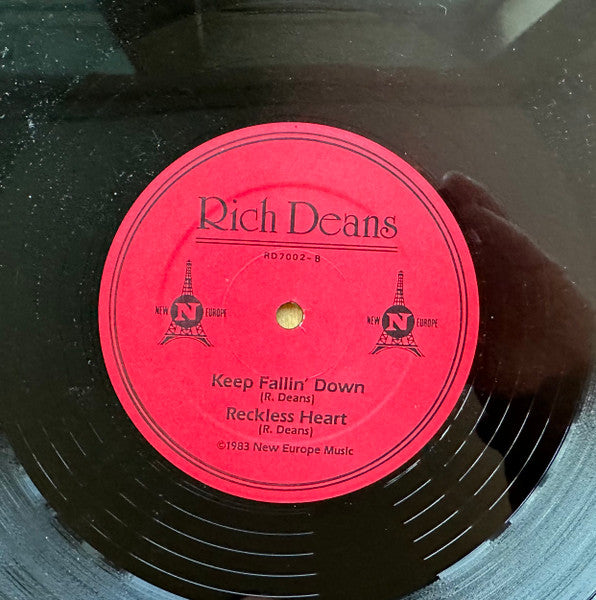 Rich Deans
RD7002-B
NEW N EUROPE
NEW N EUROPE
Keep Fallin' Down
(R. Deans)
Reckless Heart
(R. Deans)
©1983 New Europe Music